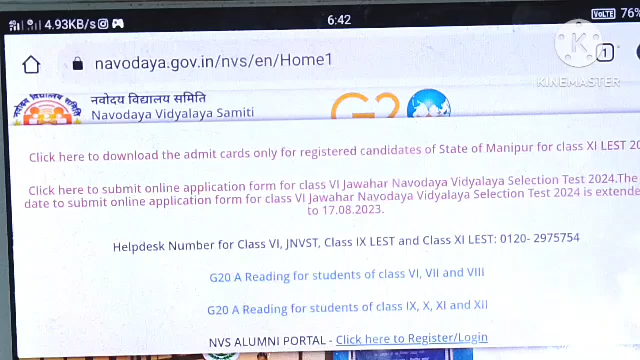 4.93KB/s 6:42 VoLTE 76%
navodaya.gov.in/nvs/en/Home1 1
K
KINEMASTER
नवोदय विद्यालय समिति
Navodaya Vidyalaya Samiti
G20
Click here to download the admit cards only for registered candidates of State of Manipur for class XI LEST 20
Click here to submit online application form for class VI Jawahar Navodaya Vidyalaya Selection Test 2024.The
date to submit online application form for class VI Jawahar Navodaya Vidyalaya Selection Test 2024 is extende
to 17.08.2023.
Helpdesk Number for Class VI, JNVST, Class IX LEST and Class XI LEST: 0120- 2975754
G20 A Reading for students of class VI, VII and VIII
G20 A Reading for students of class IX, X, XI and XII
NVS ALUMNI PORTAL - Click here to Register/Login